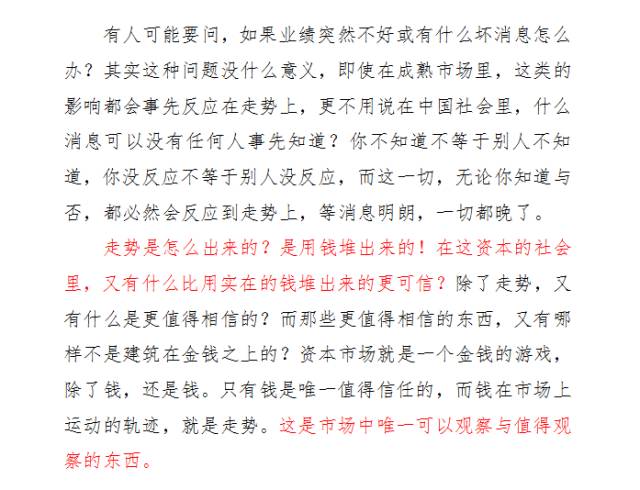 有人可能要问，如果业绩突然不好或有什么坏消息怎么
办？其实这种问题没什么意义，即使在成熟市场里，这类的
影响都会事先反应在走势上，更不用说在中国社会里，什么
消息可以没有任何人事先知道？你不知道不等于别人不知
道，你没反应不等于别人没反应，而这一切，无论你知道与
否，都必然会反应到走势上，等消息明朗，一切都晚了。
走势是怎么出来的？是用钱堆出来的！在这资本的社会
里，又有什么比用实在的钱堆出来的更可信？除了走势，又
有什么是更值得相信的？而那些更值得相信的东西，又有哪
样不是建筑在金钱之上的？资本市场就是一个金钱的游戏，
除了钱，还是钱。只有钱是唯一值得信任的，而钱在市场上
运动的轨迹，就是走势。这是市场中唯一可以观察与值得观
察的东西。